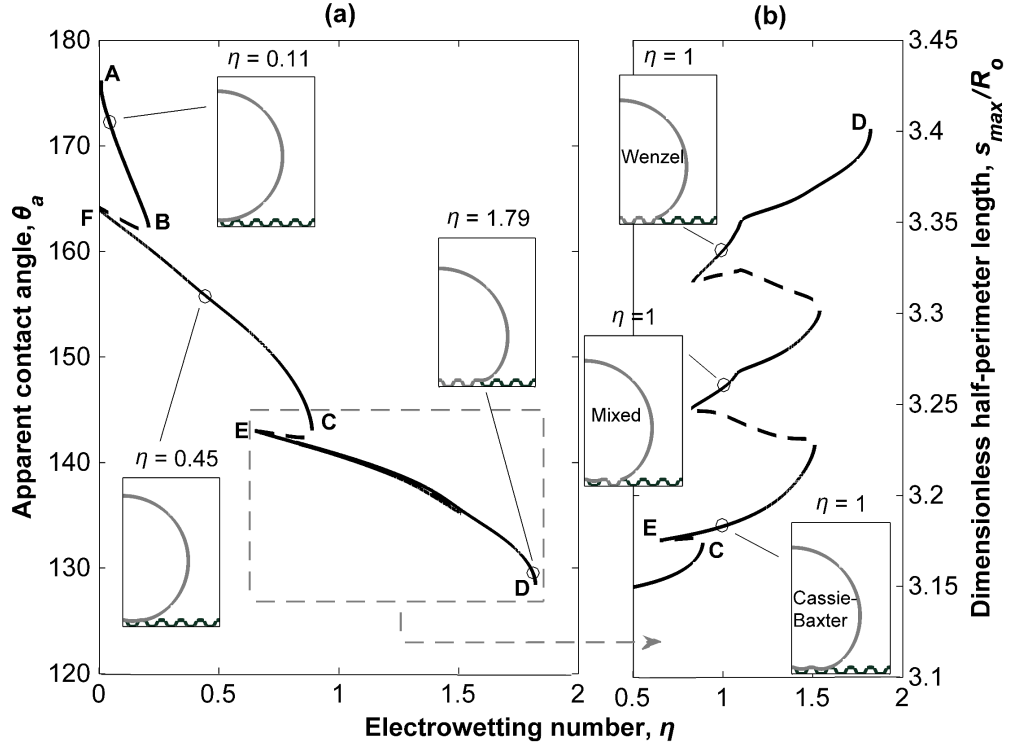 (a)
(b)
Apparent contact angle, θa
180
170
160
150
140
130
120
A
F
B
E
C
D
η = 0.11
η = 1.79
η = 0.45
0
0.5
1
1.5
2
Electrowetting number, η
η = 1
Wenzel
η =1
Mixed
η = 1
Cassie-
Baxter
D
E
C
0.5
1
1.5
2
3.45
3.4
3.35
3.3
3.25
3.2
3.15
3.1
Dimensionless half-perimeter length, smax/Ro